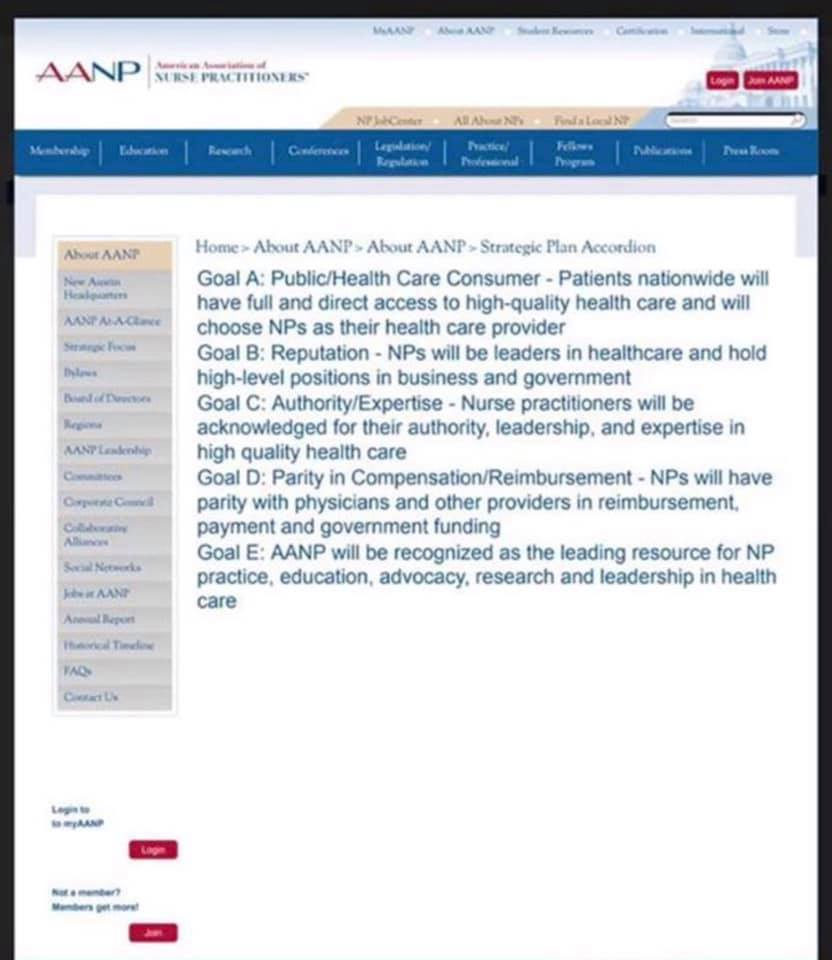 MyAANP About AANP Student Resources Certification International Store
AANP
American Association of
NURSE PRACTITIONERS™
Login Join AANP
NP JobCenter All About NPs Find a Local NP
Membership Education Research Conferences Legislation/ Practice/ Fellows Publications Press Room
Regulation Professional Program
About AANP
New Austin
Headquarters
AANP At-A-Glance
Strategic Focus
Bylaws
Board of Directors
Regions
AANP Leadership
Committees
Corporate Council
Collaborative
Alliances
Social Networks
Jobs at AANP
Annual Report
Historical Timeline
FAQs
Contact Us
Home > About AANP > About AANP > Strategic Plan Accordion
Goal A: Public/Health Care Consumer - Patients nationwide will
have full and direct access to high-quality health care and will
choose NPs as their health care provider
Goal B: Reputation - NPs will be leaders in healthcare and hold
high-level positions in business and government
Goal C: Authority/Expertise - Nurse practitioners will be
acknowledged for their authority, leadership, and expertise in
high quality health care
Goal D: Parity in Compensation/Reimbursement - NPs will have
parity with physicians and other providers in reimbursement,
payment and government funding
Goal E: AANP will be recognized as the leading resource for NP
practice, education, advocacy, research and leadership in health
care
Login to
to myAANP
Login
Not a member?
Members get more!
Join